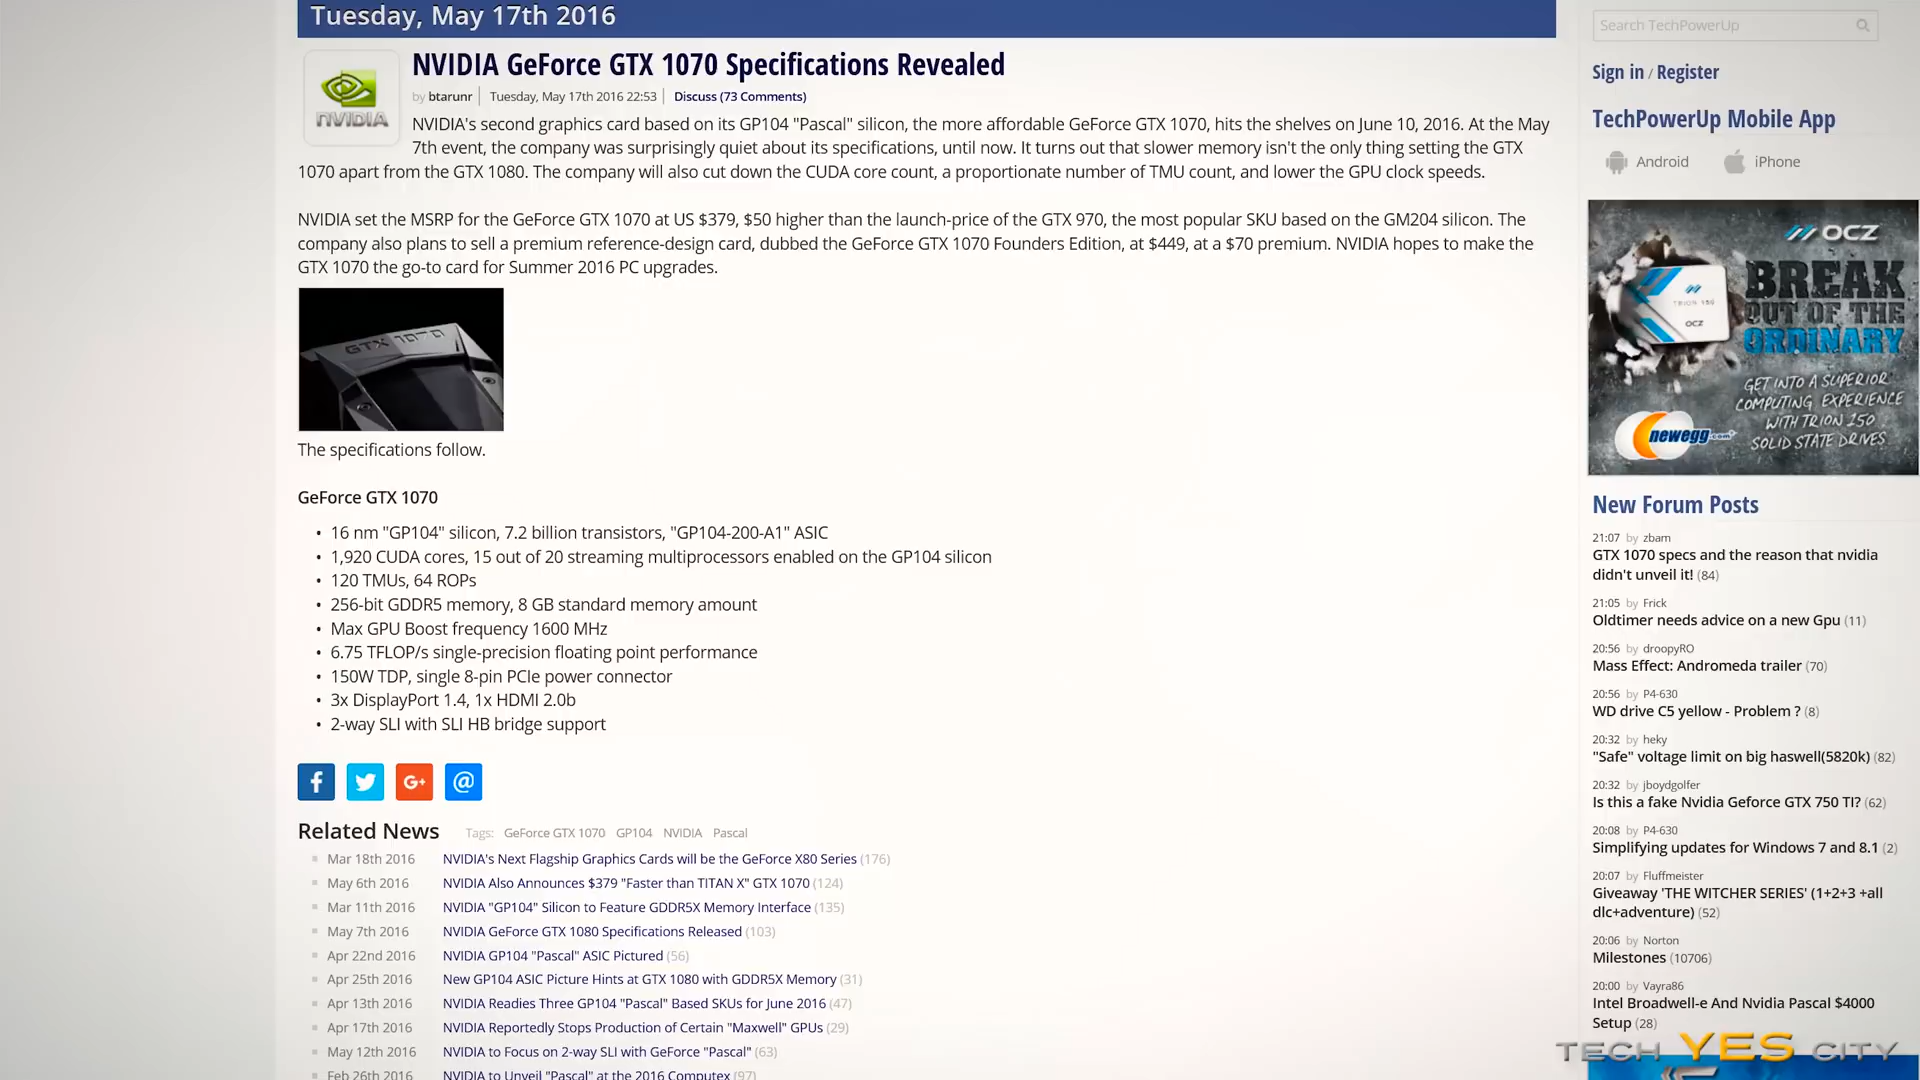 Tuesday, May 17th 2016
NVIDIA
NVIDIA GeForce GTX 1070 Specifications Revealed
by btarunr | Tuesday, May 17th 2016 22:53 | Discuss (73 Comments)
NVIDIA's second graphics card based on its GP104 "Pascal" silicon, the more affordable GeForce GTX 1070, hits the shelves on June 10, 2016. At the May
7th event, the company was surprisingly quiet about its specifications, until now. It turns out that slower memory isn't the only thing setting the GTX
1070 apart from the GTX 1080. The company will also cut down the CUDA core count, a proportionate number of TMU count, and lower the GPU clock speeds.
NVIDIA set the MSRP for the GeForce GTX 1070 at US $379, $50 higher than the launch-price of the GTX 970, the most popular SKU based on the GM204 silicon. The
company also plans to sell a premium reference-design card, dubbed the GeForce GTX 1070 Founders Edition, at $449, at a $70 premium. NVIDIA hopes to make the
GTX 1070 the go-to card for Summer 2016 PC upgrades.
GTX 1070
The specifications follow.
GeForce GTX 1070
• 16 nm "GP104" silicon, 7.2 billion transistors, "GP104-200-A1" ASIC
• 1,920 CUDA cores, 15 out of 20 streaming multiprocessors enabled on the GP104 silicon
• 120 TMUs, 64 ROPs
• 256-bit GDDR5 memory, 8 GB standard memory amount
• Max GPU Boost frequency 1600 MHz
• 6.75 TFLOP/s single-precision floating point performance
• 150W TDP, single 8-pin PCIe power connector
• 3x DisplayPort 1.4, 1x HDMI 2.0b
• 2-way SLI with SLI HB bridge support
f G+ @
Related News Tags: GeForce GTX 1070 GP104 NVIDIA Pascal
Mar 18th 2016 NVIDIA's Next Flagship Graphics Cards will be the GeForce X80 Series (176)
May 6th 2016 NVIDIA Also Announces $379 "Faster than TITAN X" GTX 1070 (124)
Mar 11th 2016 NVIDIA "GP104" Silicon to Feature GDDR5X Memory Interface (135)
May 7th 2016 NVIDIA GeForce GTX 1080 Specifications Released (103)
Apr 22nd 2016 NVIDIA GP104 "Pascal" ASIC Pictured (56)
Apr 25th 2016 New GP104 ASIC Picture Hints at GTX 1080 with GDDR5X Memory (31)
Apr 13th 2016 NVIDIA Readies Three GP104 "Pascal" Based SKUs for June 2016 (47)
Apr 17th 2016 NVIDIA Reportedly Stops Production of Certain "Maxwell" GPUs (29)
May 12th 2016 NVIDIA to Focus on 2-way SLI with GeForce "Pascal" (63)
Feb 26th 2016 NVIDIA to Unveil "Pascal" at the 2016 Computex (97)
Search TechPowerUp
Sign in / Register
TechPowerUp Mobile App
Android iPhone
OCZ
TRION 150
OCZ
BREAK
OUT OF THE
ORDINARY
GET INTO A SUPERIOR
COMPUTING EXPERIENCE
WITH TRION 150
SOLID STATE DRIVES
newegg.com
New Forum Posts
21:07 by zbam
GTX 1070 specs and the reason that nvidia
didn't unveil it! (84)
21:05 by Frick
Oldtimer needs advice on a new Gpu (11)
20:56 by droopyRO
Mass Effect: Andromeda trailer (70)
20:56 by P4-630
WD drive C5 yellow - Problem ? (8)
20:32 by heky
"Safe" voltage limit on big haswell(5820k) (82)
20:32 by jboydgolfer
Is this a fake Nvidia Geforce GTX 750 TI? (62)
20:08 by P4-630
Simplifying updates for Windows 7 and 8.1 (2)
20:07 by Fluffmeister
Giveaway 'THE WITCHER SERIES' (1+2+3 +all
dlc+adventure) (52)
20:06 by Norton
Milestones (10706)
20:00 by Vayra86
Intel Broadwell-e And Nvidia Pascal $4000
Setup (28)
TECH YES CITY